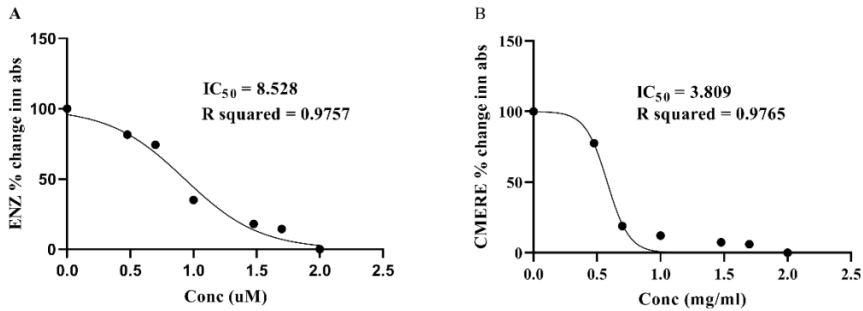 A
ENZ % change inn abs
150
100
50
0
0.0 0.5 1.0 1.5 2.0 2.5
Conc (uM)
IC50 = 8.528
R squared = 0.9757
B
CMERE % change inn abs
150
100
50
0
0.0 0.5 1.0 1.5 2.0 2.5
Conc (mg/ml)
IC50 = 3.809
R squared = 0.9765